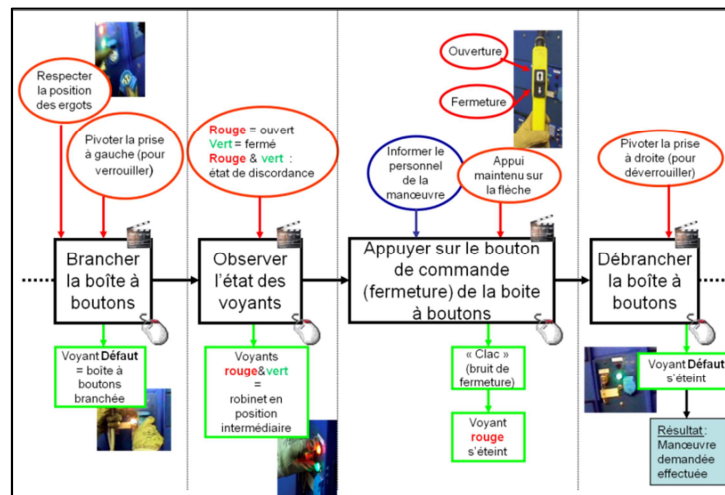 Respecter
la position
des ergots
Pivoter la prise
à gauche (pour
verrouiller)
Rouge = ouvert
Vert = fermé
Rouge & vert :
état de discordance
Ouverture
Fermeture
Informer le
personnel
de la
manœuvre
Appui
maintenu sur
la flèche
Pivoter la prise
à droite (pour
déverrouiller)
Brancher
la boîte à
boutons
Observer
l'état des
voyants
Appuyer sur le bouton
de commande
(fermeture) de la boite
à boutons
Débrancher
la boîte à
boutons
Voyant Défaut
= boîte à
boutons
branchée
Voyants
rouge&vert
=
robinet en
position
intermédiaire
« Clac »
(bruit de
fermeture)
Voyant
rouge
s'éteint
Voyant Défaut
s'éteint
Résultat :
Manœuvre
demandée
effectuée